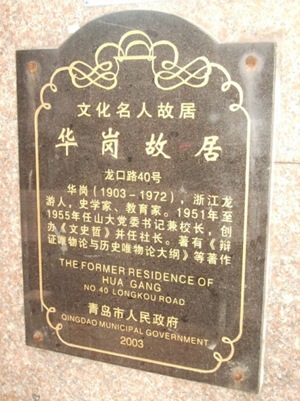 文化名人故居
华岗故居
龙口路40号
华岗(1903-1972),浙江龙
游人,史学家、教育家。1951年至
1955年任山大党委书记兼校长,创
办《文史哲》并任社长。著有《辩
证唯物论与历史唯物论大纲》等著作
THE FORMER RESIDENCE OF
HUA GANG
NO 40 LONGKOU ROAD
青岛市人民政府
QINGDAO MUNICIPAL GOVERNMENT
2003